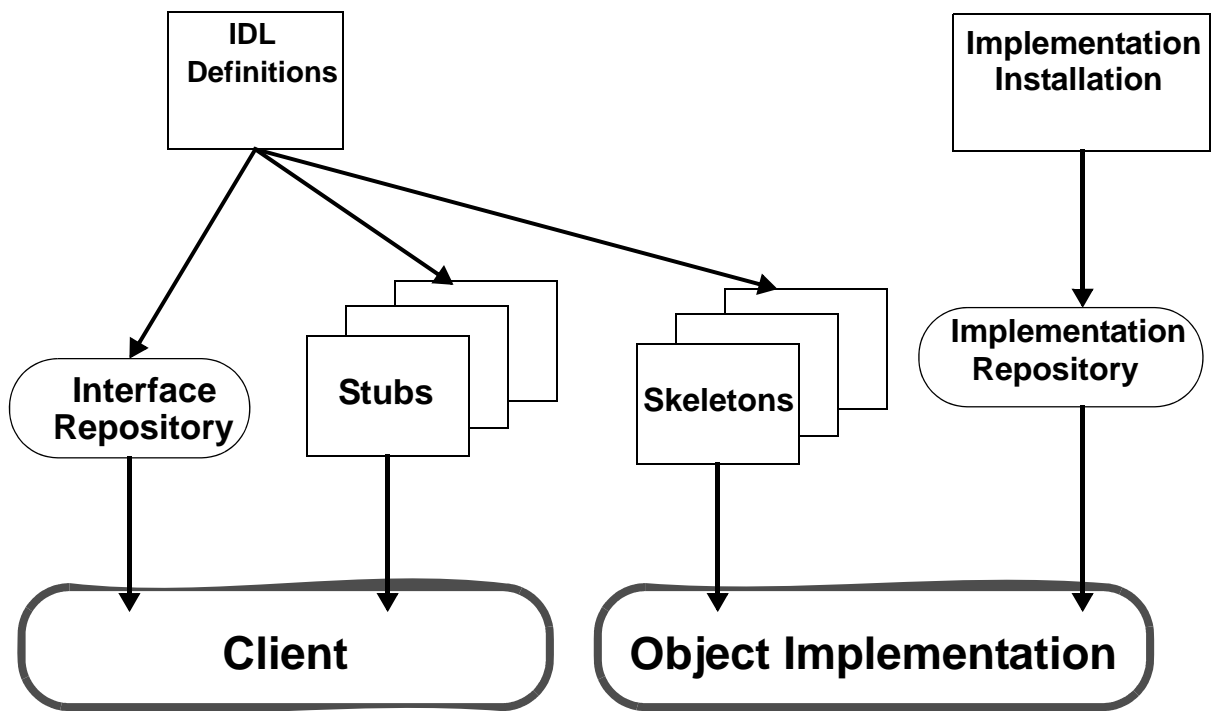 IDL
Definitions
Implementation
Installation
Interface
Repository
Stubs
Skeletons
Implementation
Repository
Client
Object Implementation